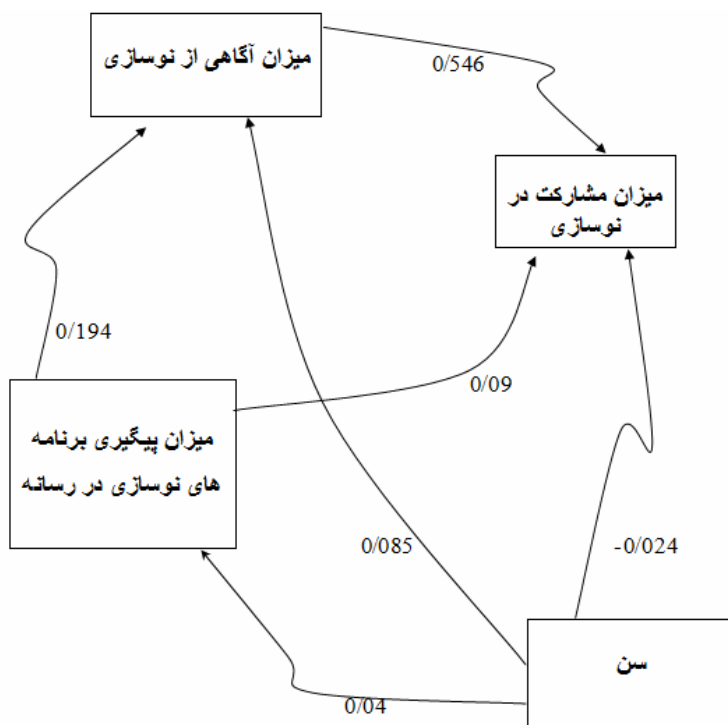 میزان آگاهی از نوسازی
0/546
میزان مشارکت در
نوسازی
0/194
0/09
میزان پیگیری برنامه
های نوسازی در رسانه
0/085
-0/024
سن
0/04